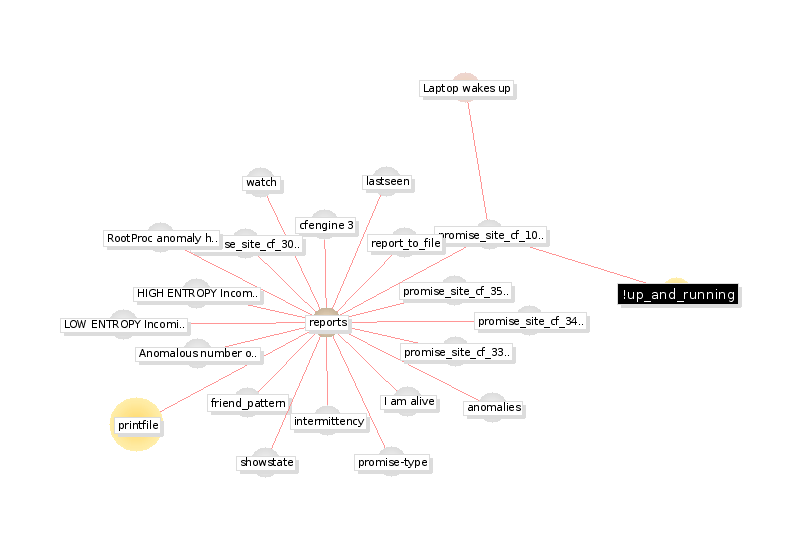 Laptop wakes up
watch
lastseen
cfengine 3
RootProc anomaly h..
se_site_cf_30..
report_to_file
promise_site_cf_10..
HIGH ENTROPY Incom..
promise_site_cf_35..
!up_and_running
LOW ENTROPY Incomi..
reports
promise_site_cf_34..
Anomalous number o..
promise_site_cf_33..
friend_pattern
I am alive
anomalies
printfile
intermittency
showstate
promise-type